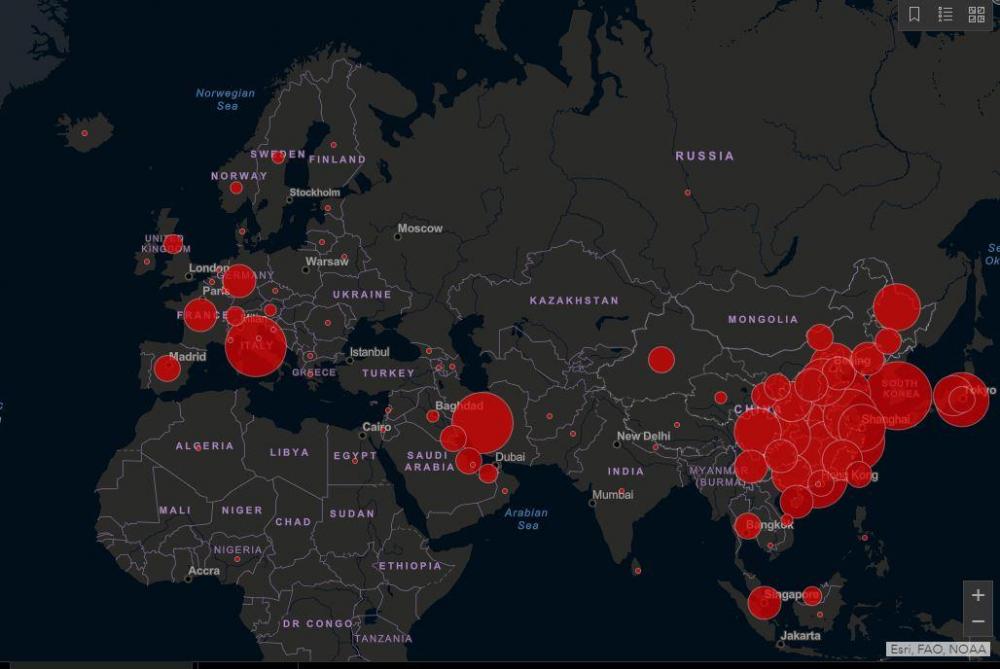 Norwegian
Sea
RUSSIA
SWEDEN
FINLAND
NORWAY
Stockholm
Moscow
UNITED
KINGDOM
London
GERMANY
Warsaw
Paris
UKRAINE
FRANCE
Milan
KAZAKHSTAN
MONGOLIA
ITALY
Madrid
Istanbul
GREECE
TURKEY
Beijing
SOUTH
KOREA
Tokyo
Baghdad
CHINA
Shanghai
Cairo
New Delhi
ALGERIA
LIBYA
EGYPT
SAUDI
ARABIA
Dubai
INDIA
MYANMAR
(BURMA)
Hong Kong
Mumbai
MALI
NIGER
CHAD
SUDAN
Arabian
Sea
Bangkok
NIGERIA
Accra
ETHIOPIA
Singapore
DR CONGO
TANZANIA
Jakarta
Esri, FAO, NOAA